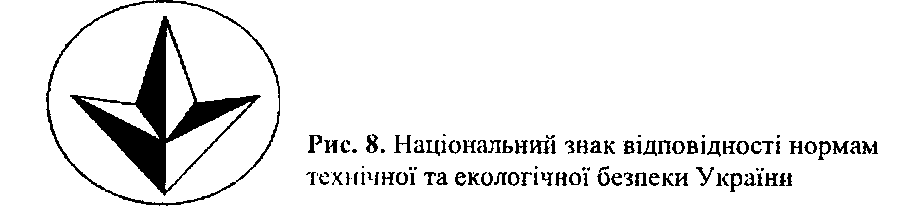 Рис. 8. Національний знак відповідності нормам
технічної та екологічної безпеки України